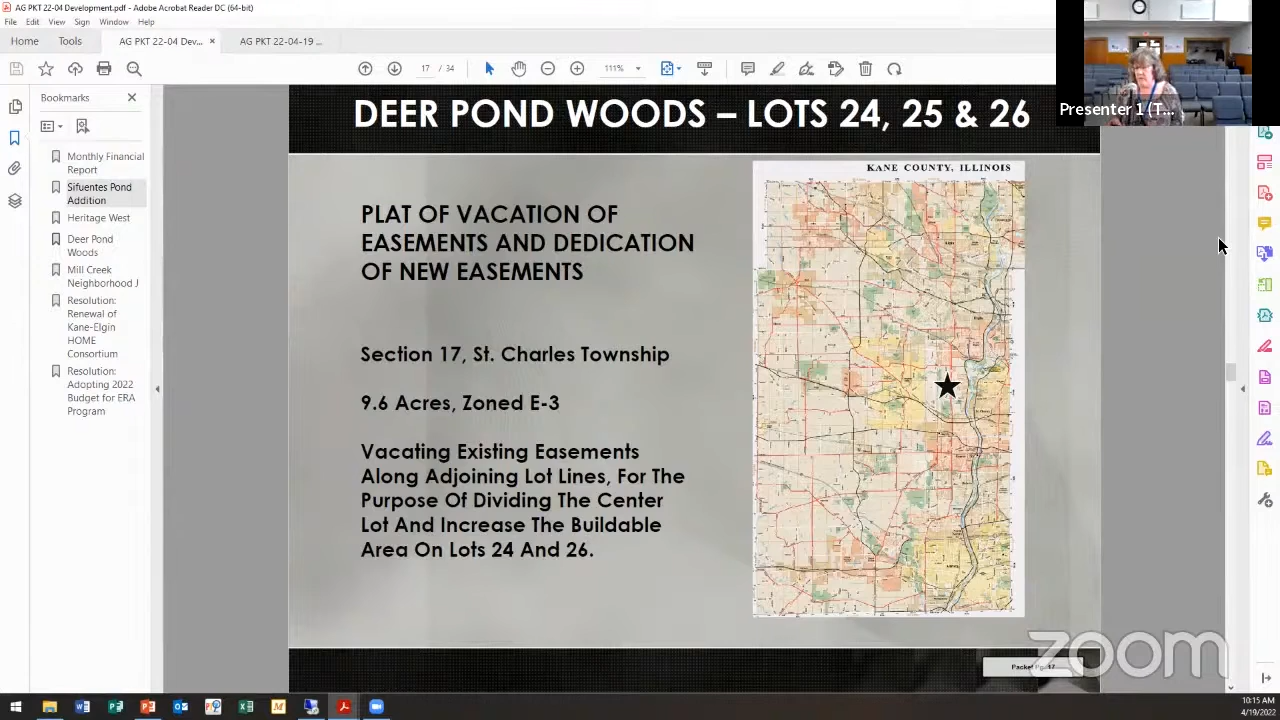 AG PKT 22-04 Development.pdf - Adobe Acrobat Reader DC (64-bit)
File Edit View Sign Window Help
Home Tools AG PKT 22-04 Dev... × AG PKT 22-04-19 ...
17 / 34 111%
Bookmarks
Monthly Financial
Report
Sifuentes Pond
Addition
Heritage West
Deer Pond
Woods
Mill Creek
Neighborhood J
Resolution:
Renewal of
Kane-Elgin
HOME
Consortium
Resolution:
Adopting 2022
Budget for ERA
Program
DEER POND WOODS – LOTS 24, 25 & 26
PLAT OF VACATION OF
EASEMENTS AND DEDICATION
OF NEW EASEMENTS
Section 17, St. Charles Township
9.6 Acres, Zoned E-3
Vacating Existing Easements
Along Adjoining Lot Lines, For The
Purpose Of Dividing The Center
Lot And Increase The Buildable
Area On Lots 24 And 26.
KANE COUNTY, ILLINOIS
Presenter 1 (T...
Packet Pg. 17
zoom
10:15 AM
4/19/2022